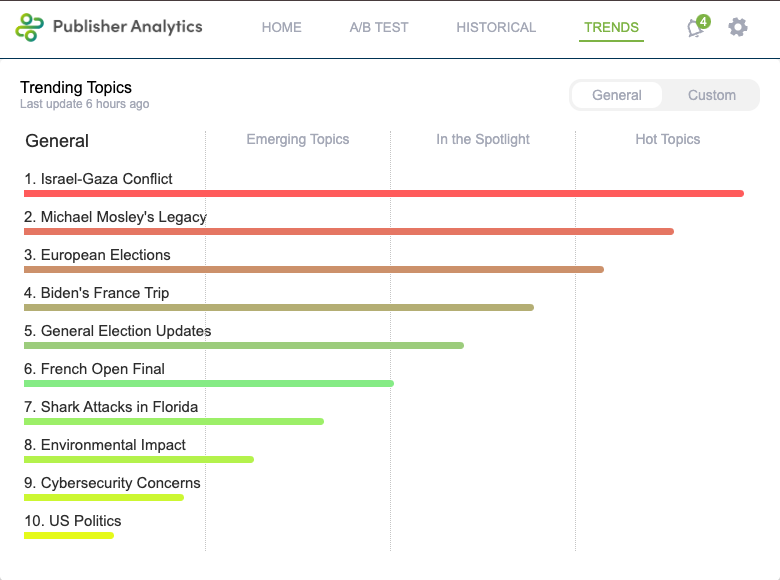 Publisher Analytics HOME A/B TEST HISTORICAL TRENDS 4
Trending Topics
Last update 6 hours ago
General Custom
General Emerging Topics In the Spotlight Hot Topics
1. Israel-Gaza Conflict
2. Michael Mosley's Legacy
3. European Elections
4. Biden's France Trip
5. General Election Updates
6. French Open Final
7. Shark Attacks in Florida
8. Environmental Impact
9. Cybersecurity Concerns
10. US Politics